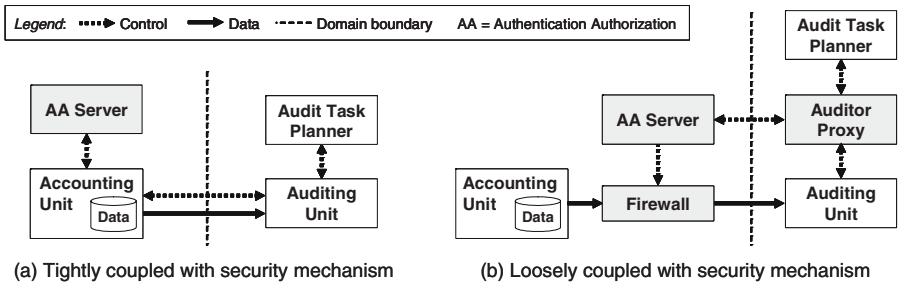 Legend: Control Data Domain boundary AA = Authentication Authorization
AA Server
Audit Task
Planner
Accounting
Unit
Data
Auditing
Unit
(a) Tightly coupled with security mechanism
Audit Task
Planner
AA Server
Auditor
Proxy
Accounting
Unit
Data
Firewall
Auditing
Unit
(b) Loosely coupled with security mechanism